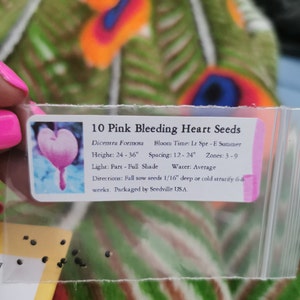 10 Pink Bleeding Heart Seeds
Dicentra Formosa Bloom Time: Lt Spr - E Summer
Height: 24 - 36" Spacing: 12 - 24" Zones: 3 - 9
Light: Part - Full Shade Water: Average
Directions: Fall sow seeds 1/16" deep or cold stratify 6
weeks. Packaged by Seedville USA.